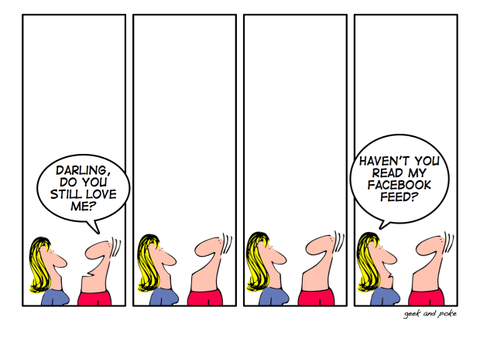 DARLING,
DO YOU
STILL LOVE
ME?
HAVEN'T YOU
READ MY
FACEBOOK
FEED?
geek and poke